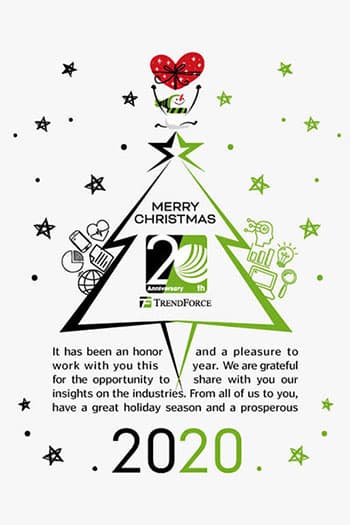 MERRY
CHRISTMAS
20
Anniversary th
TRENDFORCE
It has been an honor and a pleasure to
work with you this year. We are grateful
for the opportunity to share with you our
insights on the industries. From all of us to you,
have a great holiday season and a prosperous
.2020.